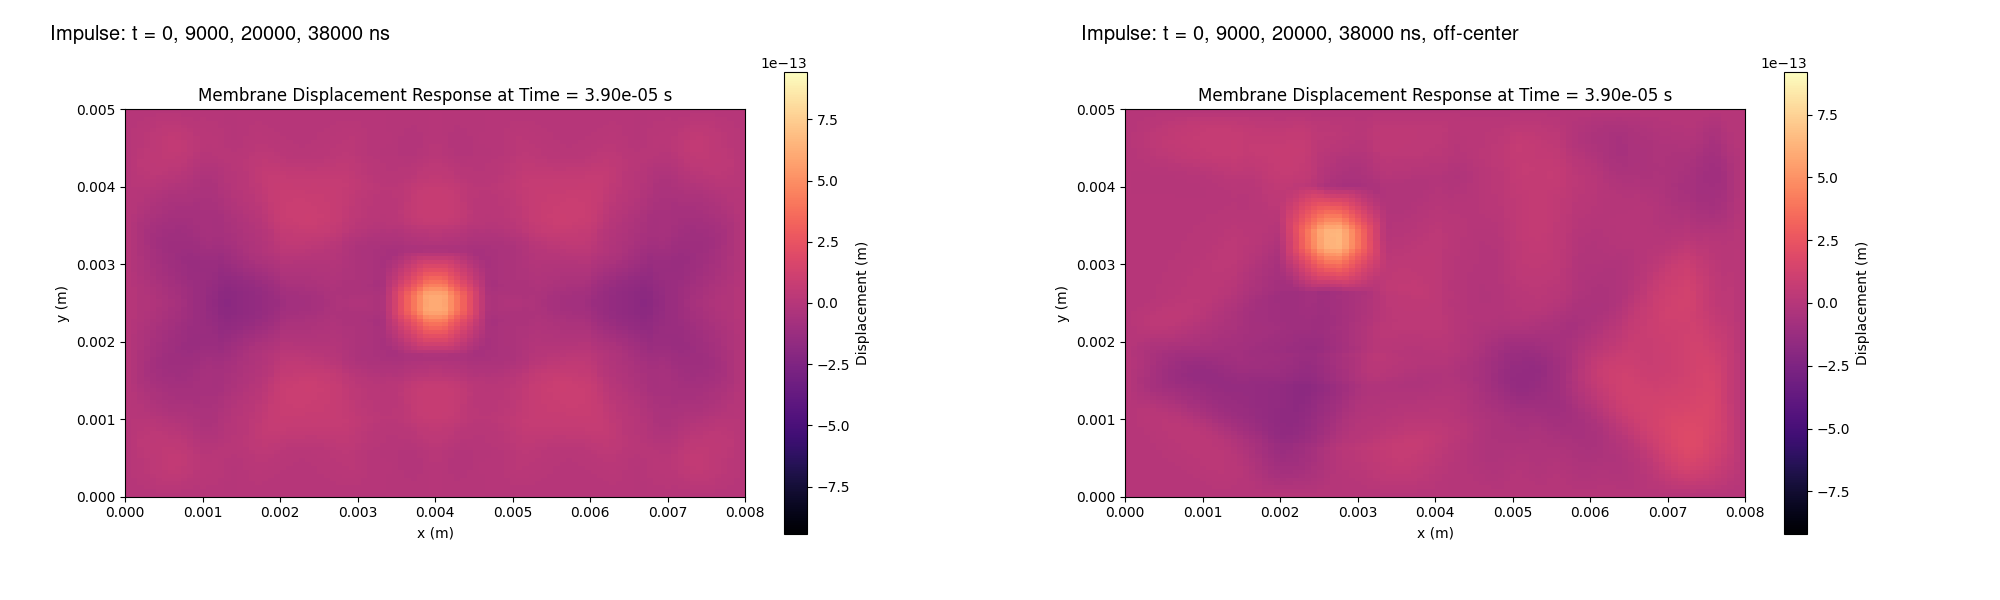 Impulse: t = 0, 9000, 20000, 38000 ns
1e−13
Membrane Displacement Response at Time = 3.90e-05 s
0.005
0.004
0.003
0.002
0.001
0.000
y (m)
0.000 0.001 0.002 0.003 0.004 0.005 0.006 0.007 0.008
x (m)
7.5
5.0
2.5
0.0
−2.5
−5.0
−7.5
Displacement (m)
Impulse: t = 0, 9000, 20000, 38000 ns, off-center
1e−13
Membrane Displacement Response at Time = 3.90e-05 s
0.005
0.004
0.003
0.002
0.001
0.000
y (m)
0.000 0.001 0.002 0.003 0.004 0.005 0.006 0.007 0.008
x (m)
7.5
5.0
2.5
0.0
−2.5
−5.0
−7.5
Displacement (m)